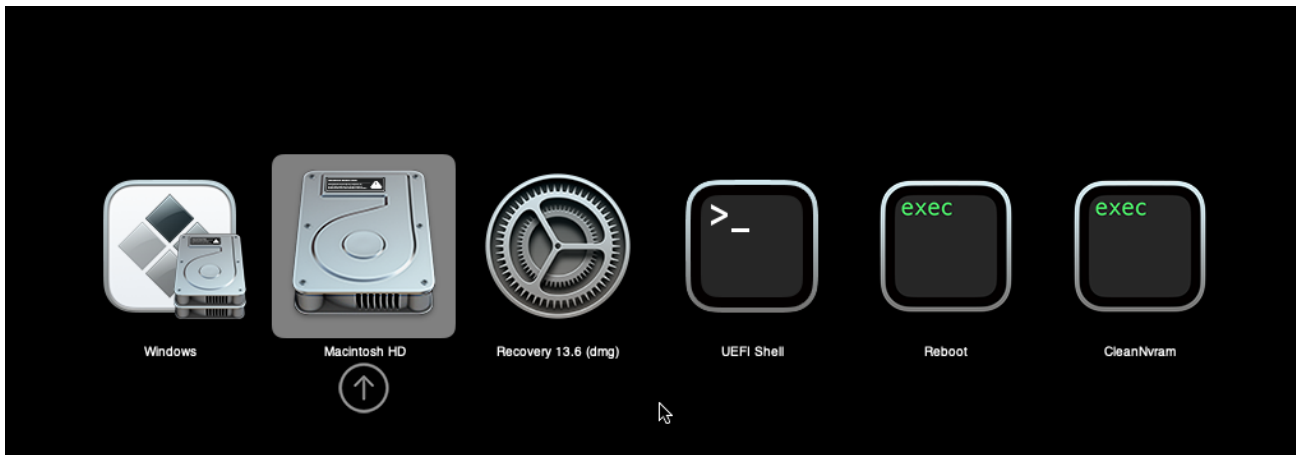 >_
exec
exec
Windows
Macintosh HD
Recovery 13.6 (dmg)
UEFI Shell
Reboot
CleanNvram